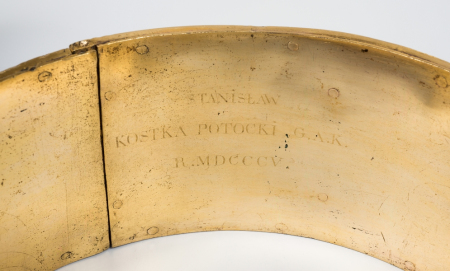 STANISŁAW
KOSTKA POTOCKI G.A.K.
R.MDCCCV